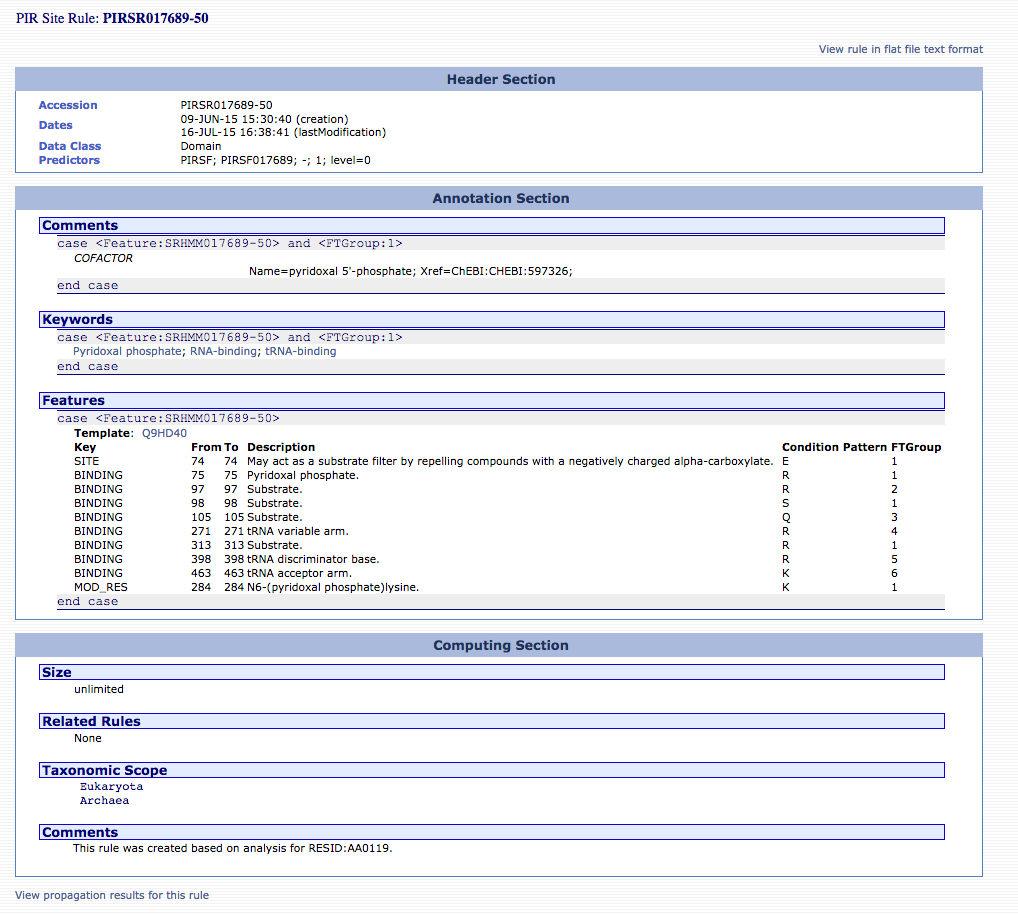 PIR Site Rule: PIRSR017689-50
View rule in flat file text format
Header Section
Accession PIRSR017689-50
Dates 09-JUN-15 15:30:40 (creation)
16-JUL-15 16:38:41 (lastModification)
Data Class Domain
Predictors PIRSF; PIRSF017689; -; 1; level=0
Annotation Section
Comments
case <Feature:SRHMM017689-50> and <FTGroup:1>
COFACTOR
Name=pyridoxal 5'-phosphate; Xref=ChEBI:CHEBI:597326;
end case
Keywords
case <Feature:SRHMM017689-50> and <FTGroup:1>
Pyridoxal phosphate; RNA-binding; tRNA-binding
end case
Features
case <Feature:SRHMM017689-50>
Template: Q9HD40
Key From To Description Condition Pattern FTGroup
SITE 74 74 May act as a substrate filter by repelling compounds with a negatively charged alpha-carboxylate. E 1
BINDING 75 75 Pyridoxal phosphate. R 1
BINDING 97 97 Substrate. R 2
BINDING 98 98 Substrate. S 1
BINDING 105 105 Substrate. Q 3
BINDING 271 271 tRNA variable arm. R 4
BINDING 313 313 Substrate. R 1
BINDING 398 398 tRNA discriminator base. R 5
BINDING 463 463 tRNA acceptor arm. K 6
MOD_RES 284 284 N6-(pyridoxal phosphate)lysine. K 1
end case
Computing Section
Size
unlimited
Related Rules
None
Taxonomic Scope
Eukaryota
Archaea
Comments
This rule was created based on analysis for RESID:AA0119.
View propagation results for this rule